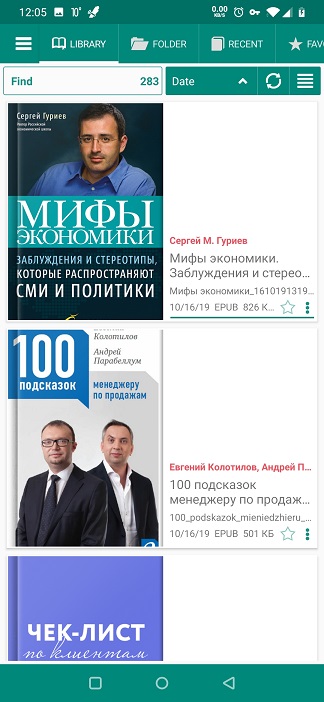 12:05
10°
0.00
KB/s
LIBRARY
FOLDER
RECENT
FAVO
Find
283
Date
Сергей Гуриев
Ректор Российской
экономической школы
МИФЫ
ЭКОНОМИКИ
ЗАБЛУЖДЕНИЯ И СТЕРЕОТИПЫ,
КОТОРЫЕ РАСПРОСТРАНЯЮТ
СМИ И ПОЛИТИКИ
Сергей М. Гуриев
Мифы экономики.
Заблуждения и стерео...
Мифы экономики_1610191319...
10/16/19 EPUB 826 К...
100
подсказок
Евгений
Колотилов
Андрей
Парабеллум
менеджеру
по продажам
Евгений Колотилов, Андрей П...
100 подсказок
менеджеру по продаж...
100_podskazok_mieniedzhieru_...
10/16/19 EPUB 501 КБ
ЧЕК-ЛИСТ
по клиентам